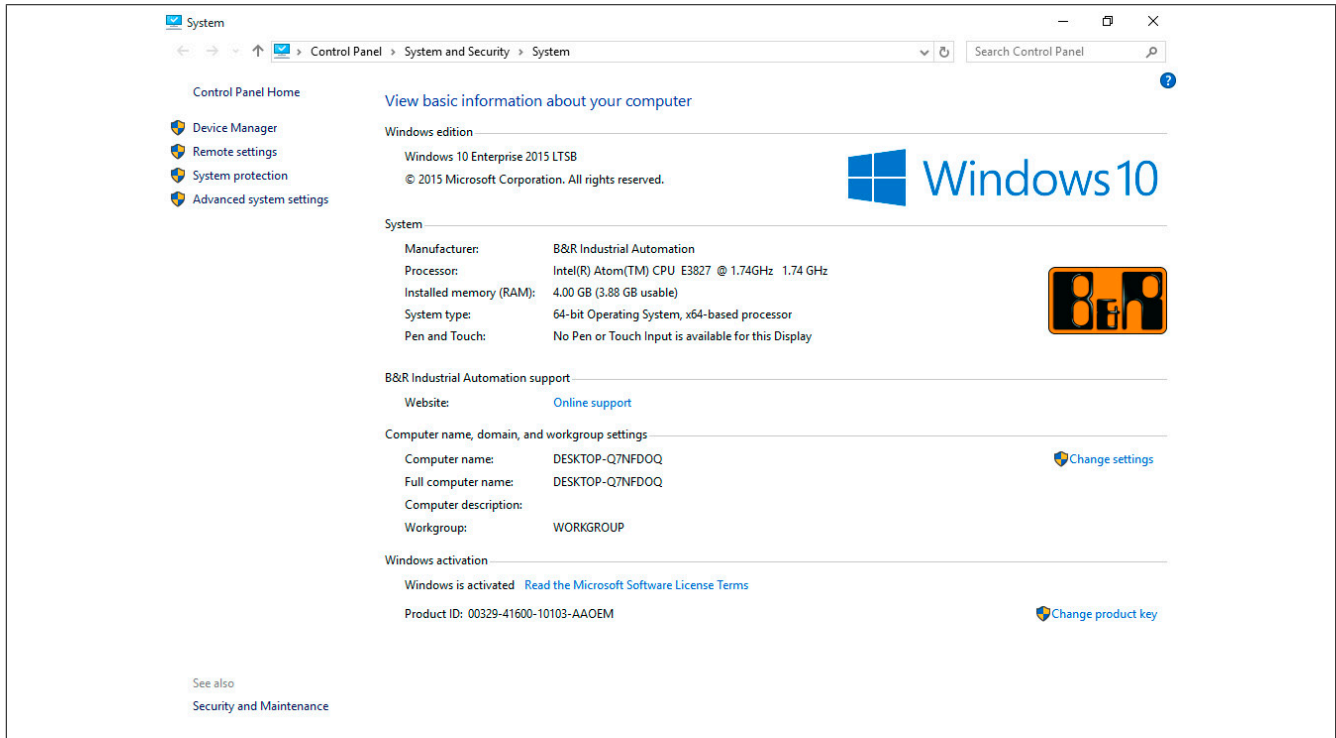 System
Control Panel > System and Security > System
Search Control Panel
?
Control Panel Home
Device Manager
Remote settings
System protection
Advanced system settings
View basic information about your computer
Windows edition
Windows 10 Enterprise 2015 LTSB
© 2015 Microsoft Corporation. All rights reserved.
Windows 10
System
Manufacturer: B&R Industrial Automation
Processor: Intel(R) Atom(TM) CPU E3827 @ 1.74GHz 1.74 GHz
Installed memory (RAM): 4.00 GB (3.88 GB usable)
System type: 64-bit Operating System, x64-based processor
Pen and Touch: No Pen or Touch Input is available for this Display
B&R
B&R Industrial Automation support
Website: Online support
Computer name, domain, and workgroup settings
Computer name: DESKTOP-Q7NFDOQ
Change settings
Full computer name: DESKTOP-Q7NFDOQ
Computer description:
Workgroup: WORKGROUP
Windows activation
Windows is activated Read the Microsoft Software License Terms
Product ID: 00329-41600-10103-AAOEM
Change product key
See also
Security and Maintenance